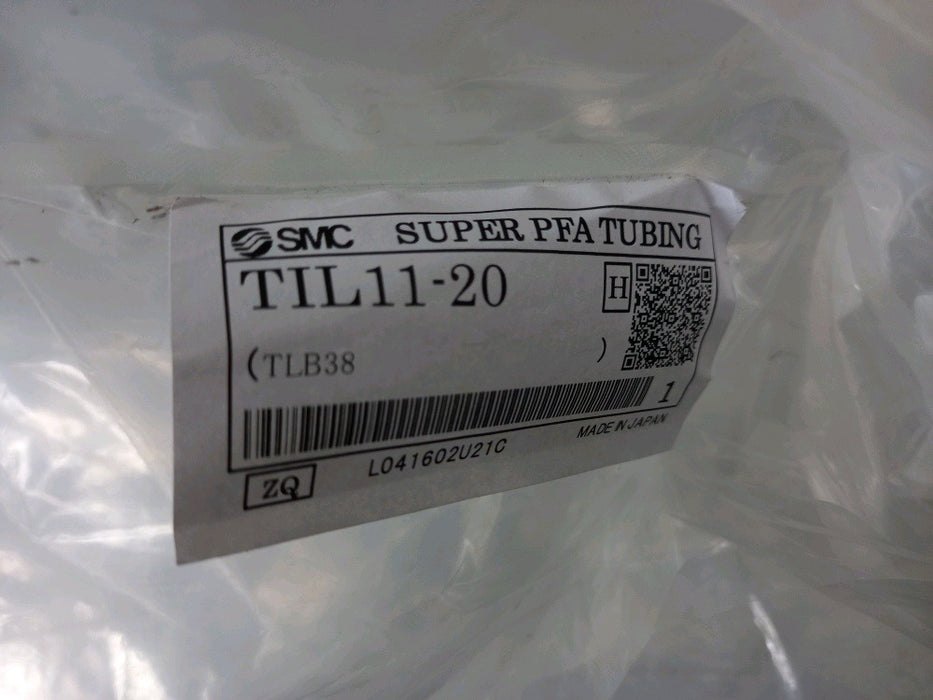 SMC SUPER PFA TUBING
TIL11-20 H
(TLB38 )
1
L041602U21C MADE IN JAPAN
ZQ